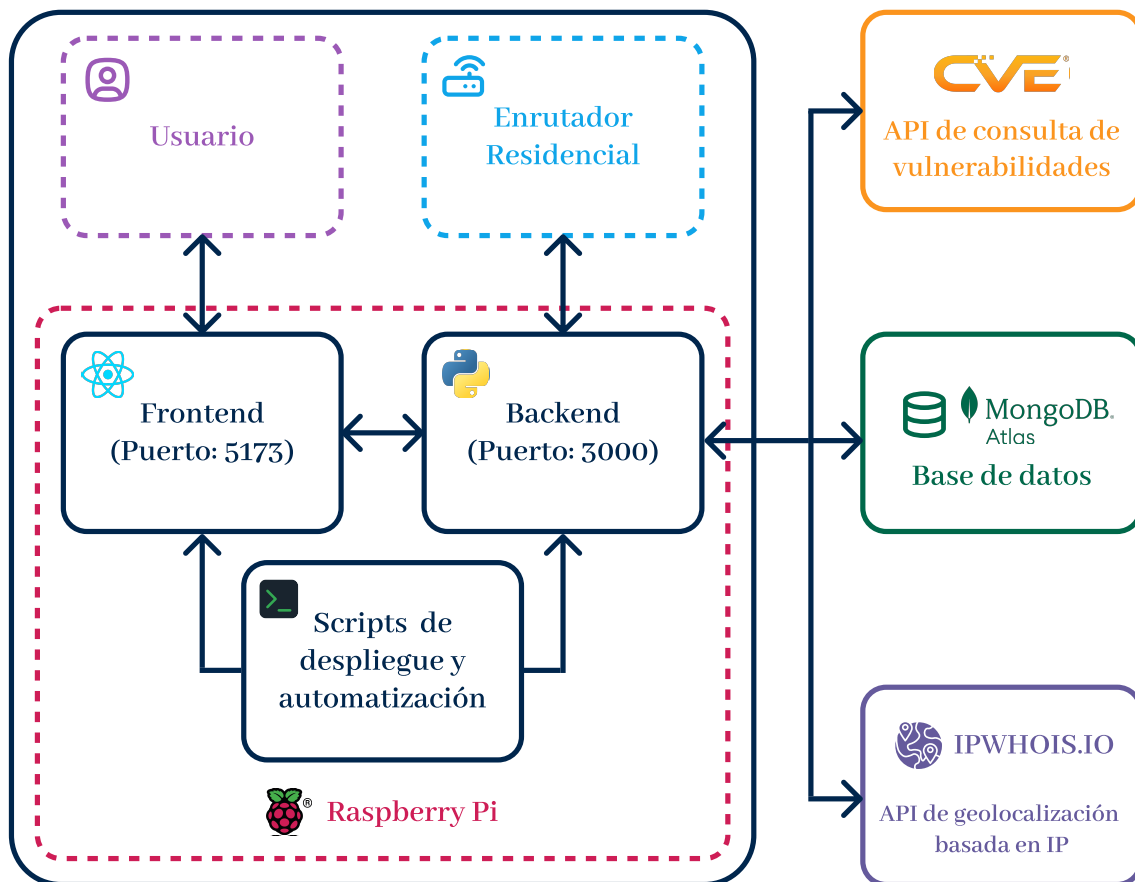 Usuario
Enrutador
Residencial
CVE®
API de consulta de
vulnerabilidades
Frontend
(Puerto: 5173)
Backend
(Puerto: 3000)
MongoDB.
Atlas
Base de datos
>_
Scripts de
despliegue y
automatización
IPWHOIS.IO
API de geolocalización
basada en IP
® Raspberry Pi